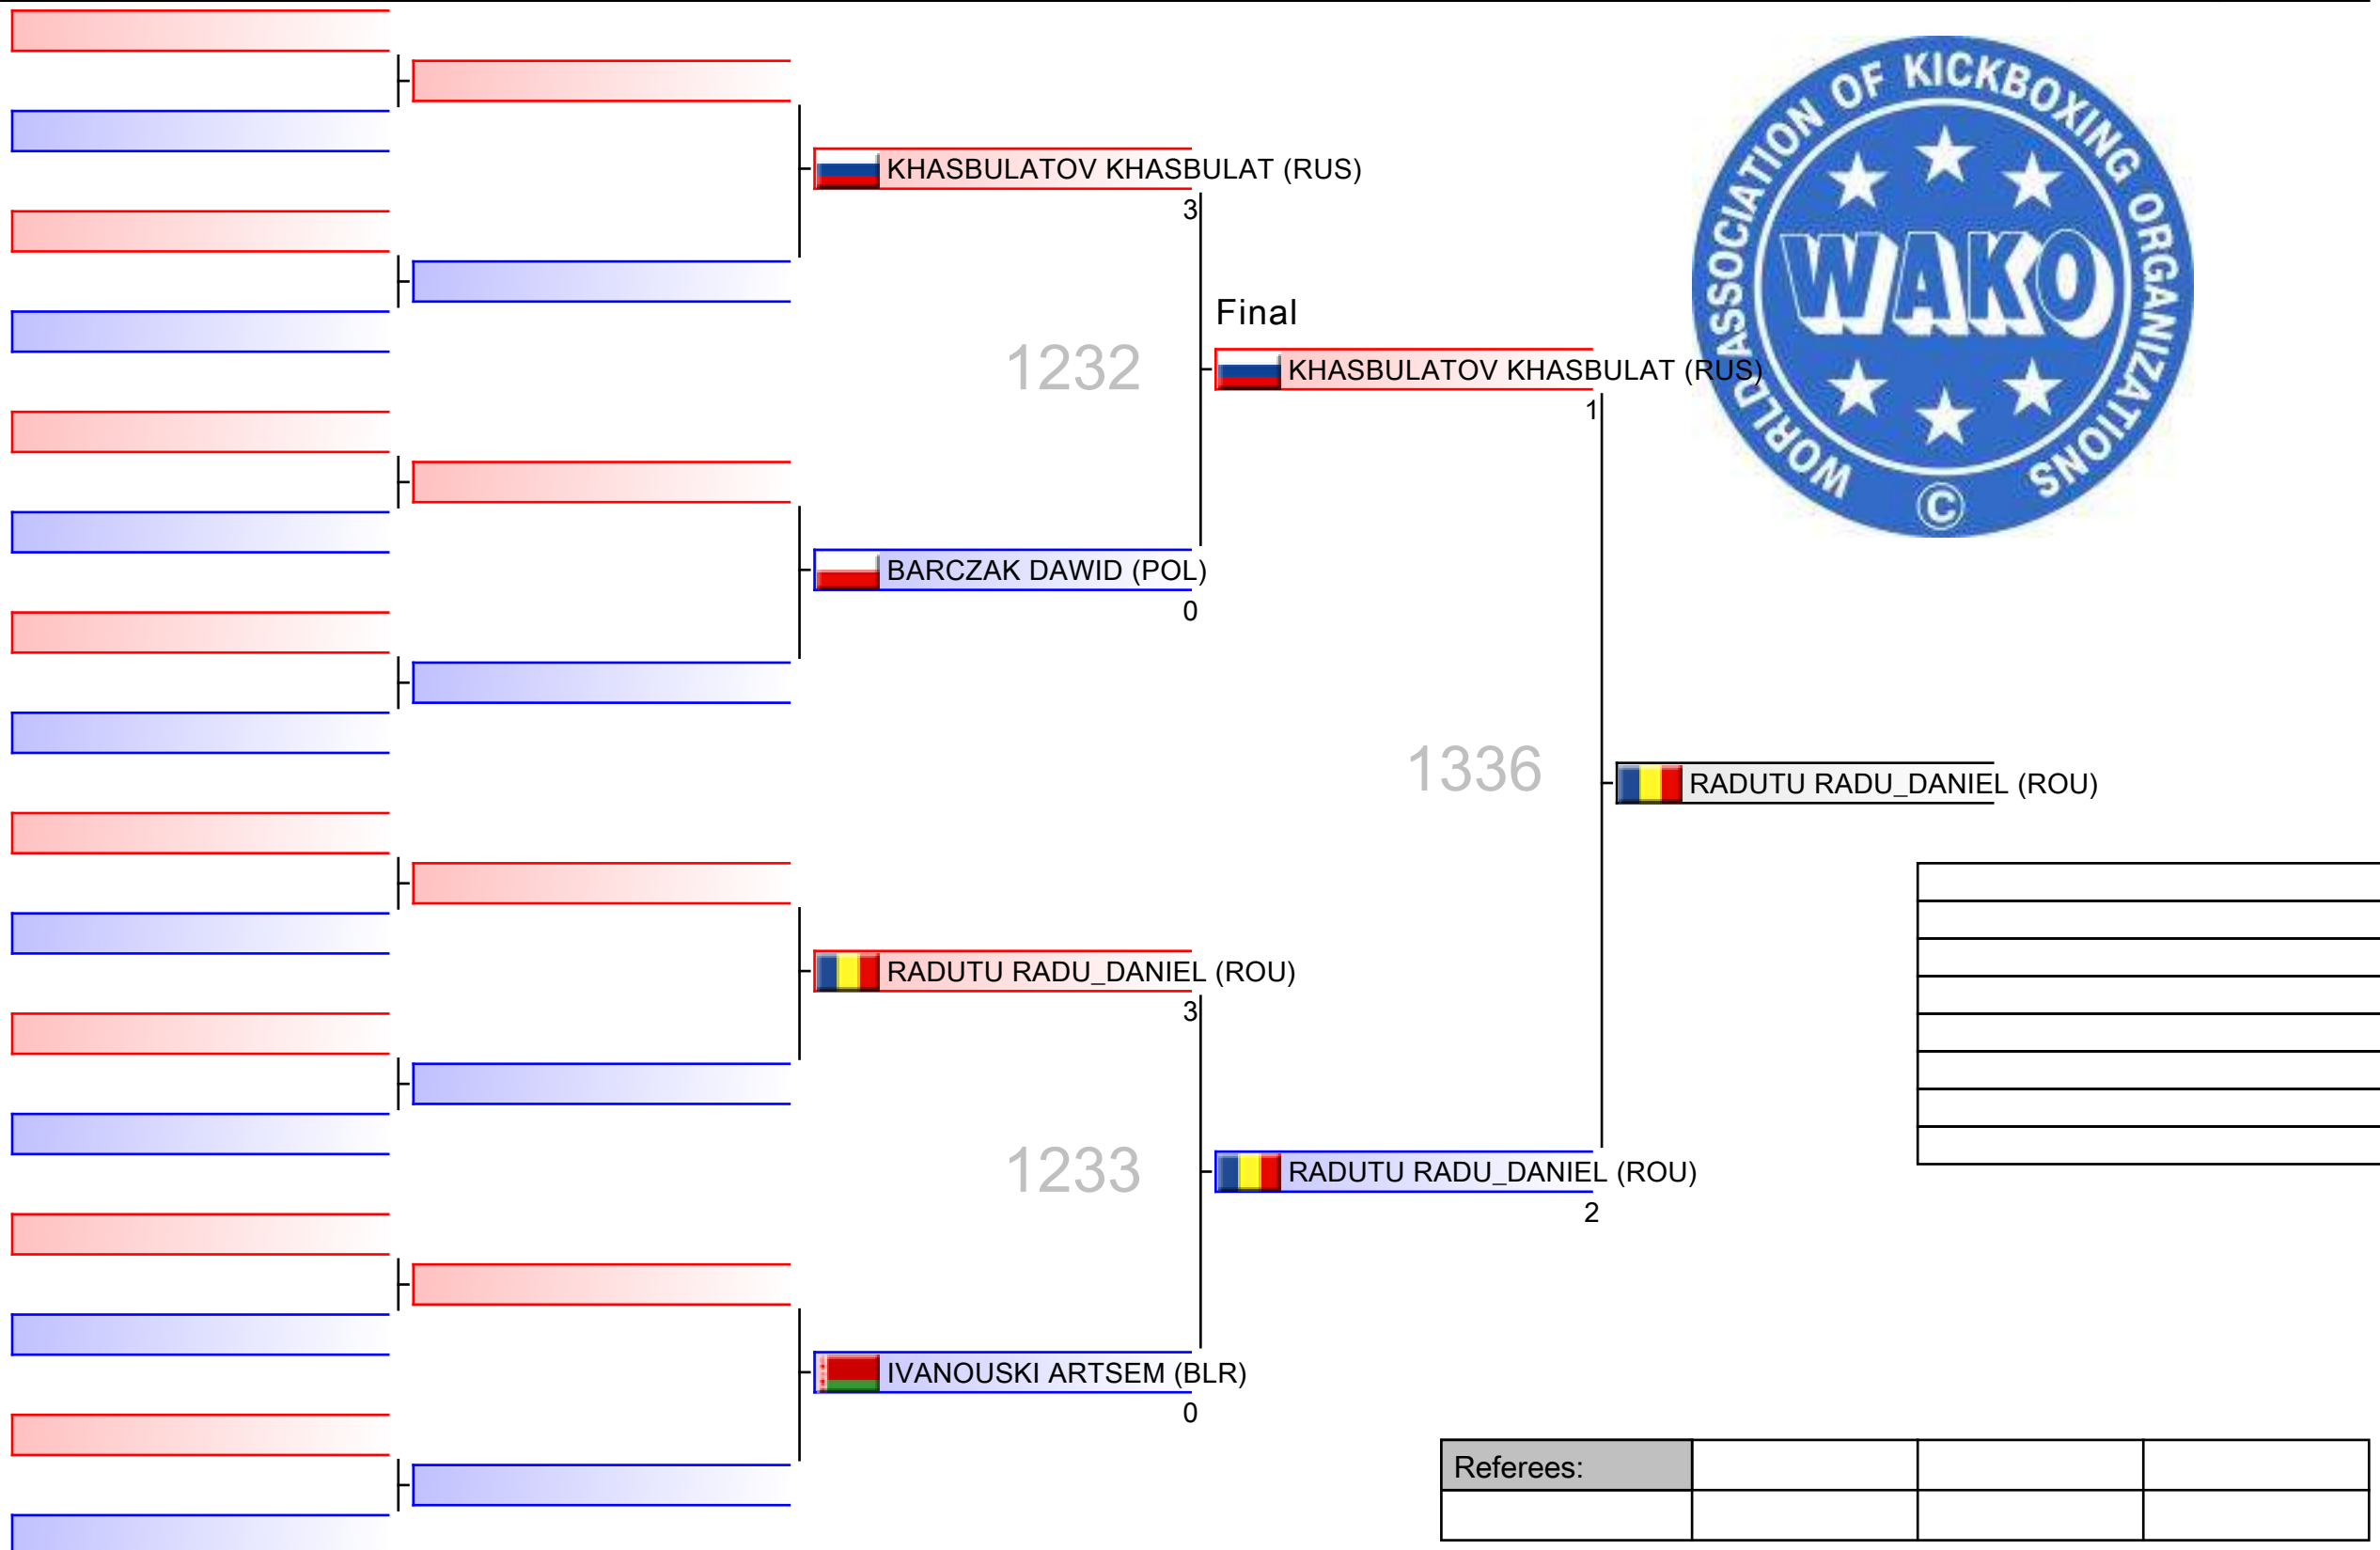 WORLD ASSOCIATION OF KICKBOXING ORGANIZATIONS
WAKO
©
KHASBULATOV KHASBULAT (RUS)
3
Final
1232
KHASBULATOV KHASBULAT (RUS)
1
BARCZAK DAWID (POL)
0
1336
RADUTU RADU_DANIEL (ROU)
RADUTU RADU_DANIEL (ROU)
3
1233
RADUTU RADU_DANIEL (ROU)
2
IVANOUSKI ARTSEM (BLR)
0
Referees: